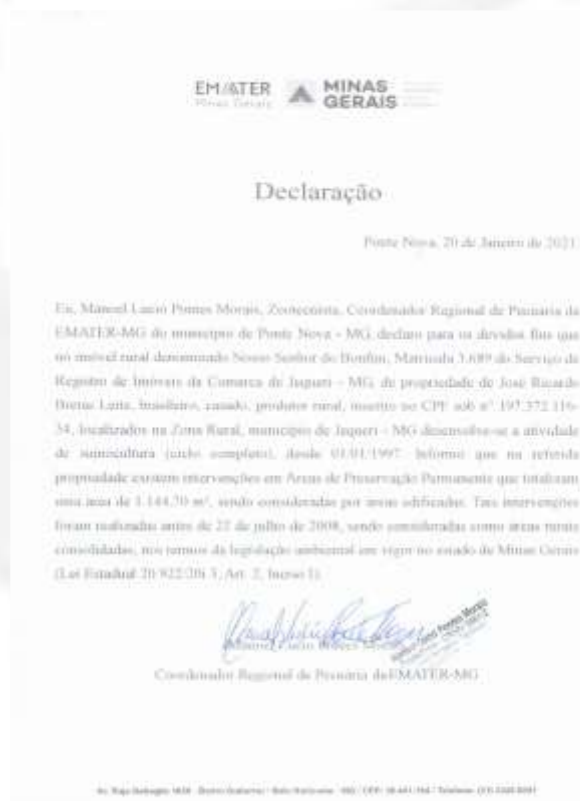 EMATER
Minas Gerais
MINAS
GERAIS
Declaração
Ponte Nova, 20 de Janeiro de 2021
Eu, Manoel Lucio Pontes Morais, Zootecnista, Coordenador Regional de Pecuária da
EMATER-MG do município de Ponte Nova - MG, declaro para os devidos fins que
no imóvel rural denominado Nosso Senhor do Bonfim, Matrícula 3.689 do Serviço de
Registro de Imóveis da Comarca de Jequeri - MG, de propriedade de José Ricardo
Leite, brasileiro, casado, produtor rural, inscrito no CPF sob nº 197.372.116-
34, localizados na Zona Rural, município de Jequeri - MG desenvolve-se a atividade
de suinocultura (ciclo completo), desde 01/01/1997. Informo que na referida
propriedade existem intervenções em Áreas de Preservação Permanente que totalizam
uma área de 1.144,70 m², sendo consideradas por áreas edificadas. Tais intervenções
foram realizadas antes de 22 de julho de 2008, sendo consideradas como áreas rurais
consolidadas, nos termos da legislação ambiental em vigor no estado de Minas Gerais
(Lei Estadual 20.922/2013, Art. 2, Inciso I).
Coordenador Regional de Pecuária da EMATER-MG